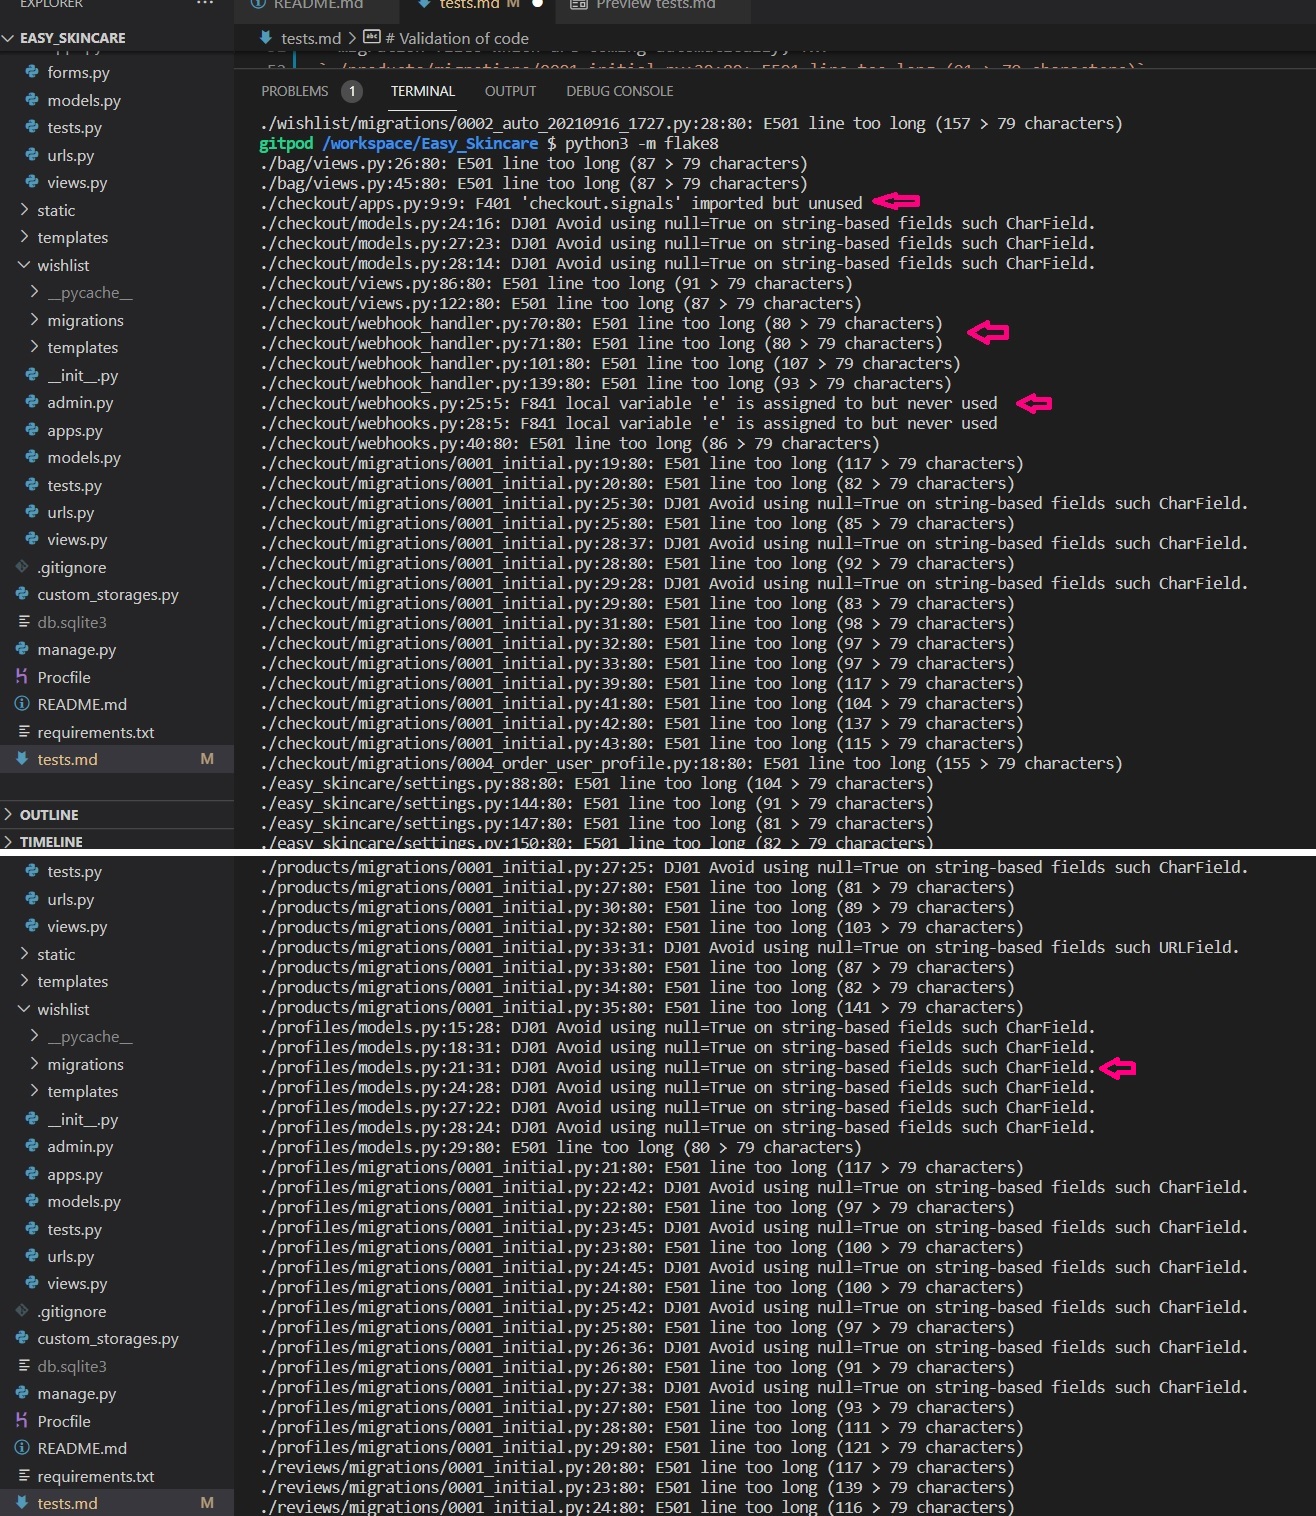 EXPLORER
···
README.md
tests.md M
Preview tests.md
EASY_SKINCARE
tests.md > # Validation of code
forms.py
models.py
tests.py
urls.py
views.py
static
templates
wishlist
__pycache__
migrations
templates
__init__.py
admin.py
apps.py
models.py
tests.py
urls.py
views.py
.gitignore
custom_storages.py
db.sqlite3
manage.py
Procfile
README.md
requirements.txt
tests.md M
OUTLINE
TIMELINE
PROBLEMS 1 TERMINAL OUTPUT DEBUG CONSOLE
./wishlist/migrations/0002_auto_20210916_1727.py:28:80: E501 line too long (157 > 79 characters)
gitpod /workspace/Easy_Skincare $ python3 -m flake8
./bag/views.py:26:80: E501 line too long (87 > 79 characters)
./bag/views.py:45:80: E501 line too long (87 > 79 characters)
./checkout/apps.py:9:9: F401 'checkout.signals' imported but unused
./checkout/models.py:24:16: DJ01 Avoid using null=True on string-based fields such CharField.
./checkout/models.py:27:23: DJ01 Avoid using null=True on string-based fields such CharField.
./checkout/models.py:28:14: DJ01 Avoid using null=True on string-based fields such CharField.
./checkout/views.py:86:80: E501 line too long (91 > 79 characters)
./checkout/views.py:122:80: E501 line too long (87 > 79 characters)
./checkout/webhook_handler.py:70:80: E501 line too long (80 > 79 characters)
./checkout/webhook_handler.py:71:80: E501 line too long (80 > 79 characters)
./checkout/webhook_handler.py:101:80: E501 line too long (107 > 79 characters)
./checkout/webhook_handler.py:139:80: E501 line too long (93 > 79 characters)
./checkout/webhooks.py:25:5: F841 local variable 'e' is assigned to but never used
./checkout/webhooks.py:28:5: F841 local variable 'e' is assigned to but never used
./checkout/webhooks.py:40:80: E501 line too long (86 > 79 characters)
./checkout/migrations/0001_initial.py:19:80: E501 line too long (117 > 79 characters)
./checkout/migrations/0001_initial.py:20:80: E501 line too long (82 > 79 characters)
./checkout/migrations/0001_initial.py:25:30: DJ01 Avoid using null=True on string-based fields such CharField.
./checkout/migrations/0001_initial.py:25:80: E501 line too long (85 > 79 characters)
./checkout/migrations/0001_initial.py:28:37: DJ01 Avoid using null=True on string-based fields such CharField.
./checkout/migrations/0001_initial.py:28:80: E501 line too long (92 > 79 characters)
./checkout/migrations/0001_initial.py:29:28: DJ01 Avoid using null=True on string-based fields such CharField.
./checkout/migrations/0001_initial.py:29:80: E501 line too long (83 > 79 characters)
./checkout/migrations/0001_initial.py:31:80: E501 line too long (98 > 79 characters)
./checkout/migrations/0001_initial.py:32:80: E501 line too long (97 > 79 characters)
./checkout/migrations/0001_initial.py:33:80: E501 line too long (97 > 79 characters)
./checkout/migrations/0001_initial.py:39:80: E501 line too long (117 > 79 characters)
./checkout/migrations/0001_initial.py:41:80: E501 line too long (104 > 79 characters)
./checkout/migrations/0001_initial.py:42:80: E501 line too long (137 > 79 characters)
./checkout/migrations/0001_initial.py:43:80: E501 line too long (115 > 79 characters)
./checkout/migrations/0004_order_user_profile.py:18:80: E501 line too long (155 > 79 characters)
./easy_skincare/settings.py:88:80: E501 line too long (104 > 79 characters)
./easy_skincare/settings.py:144:80: E501 line too long (91 > 79 characters)
./easy_skincare/settings.py:147:80: E501 line too long (81 > 79 characters)
./easy_skincare/settings.py:150:80: E501 line too long (82 > 79 characters)
tests.py
urls.py
views.py
static
templates
wishlist
__pycache__
migrations
templates
__init__.py
admin.py
apps.py
models.py
tests.py
urls.py
views.py
.gitignore
custom_storages.py
db.sqlite3
manage.py
Procfile
README.md
requirements.txt
tests.md M
./products/migrations/0001_initial.py:27:25: DJ01 Avoid using null=True on string-based fields such CharField.
./products/migrations/0001_initial.py:27:80: E501 line too long (81 > 79 characters)
./products/migrations/0001_initial.py:30:80: E501 line too long (89 > 79 characters)
./products/migrations/0001_initial.py:32:80: E501 line too long (103 > 79 characters)
./products/migrations/0001_initial.py:33:31: DJ01 Avoid using null=True on string-based fields such URLField.
./products/migrations/0001_initial.py:33:80: E501 line too long (87 > 79 characters)
./products/migrations/0001_initial.py:34:80: E501 line too long (82 > 79 characters)
./products/migrations/0001_initial.py:35:80: E501 line too long (141 > 79 characters)
./profiles/models.py:15:28: DJ01 Avoid using null=True on string-based fields such CharField.
./profiles/models.py:18:31: DJ01 Avoid using null=True on string-based fields such CharField.
./profiles/models.py:21:31: DJ01 Avoid using null=True on string-based fields such CharField.
./profiles/models.py:24:28: DJ01 Avoid using null=True on string-based fields such CharField.
./profiles/models.py:27:22: DJ01 Avoid using null=True on string-based fields such CharField.
./profiles/models.py:28:24: DJ01 Avoid using null=True on string-based fields such CharField.
./profiles/models.py:29:80: E501 line too long (80 > 79 characters)
./profiles/migrations/0001_initial.py:21:80: E501 line too long (117 > 79 characters)
./profiles/migrations/0001_initial.py:22:42: DJ01 Avoid using null=True on string-based fields such CharField.
./profiles/migrations/0001_initial.py:22:80: E501 line too long (97 > 79 characters)
./profiles/migrations/0001_initial.py:23:45: DJ01 Avoid using null=True on string-based fields such CharField.
./profiles/migrations/0001_initial.py:23:80: E501 line too long (100 > 79 characters)
./profiles/migrations/0001_initial.py:24:45: DJ01 Avoid using null=True on string-based fields such CharField.
./profiles/migrations/0001_initial.py:24:80: E501 line too long (100 > 79 characters)
./profiles/migrations/0001_initial.py:25:42: DJ01 Avoid using null=True on string-based fields such CharField.
./profiles/migrations/0001_initial.py:25:80: E501 line too long (97 > 79 characters)
./profiles/migrations/0001_initial.py:26:36: DJ01 Avoid using null=True on string-based fields such CharField.
./profiles/migrations/0001_initial.py:26:80: E501 line too long (91 > 79 characters)
./profiles/migrations/0001_initial.py:27:38: DJ01 Avoid using null=True on string-based fields such CharField.
./profiles/migrations/0001_initial.py:27:80: E501 line too long (93 > 79 characters)
./profiles/migrations/0001_initial.py:28:80: E501 line too long (111 > 79 characters)
./profiles/migrations/0001_initial.py:29:80: E501 line too long (121 > 79 characters)
./reviews/migrations/0001_initial.py:20:80: E501 line too long (117 > 79 characters)
./reviews/migrations/0001_initial.py:23:80: E501 line too long (139 > 79 characters)
./reviews/migrations/0001_initial.py:24:80: E501 line too long (116 > 79 characters)